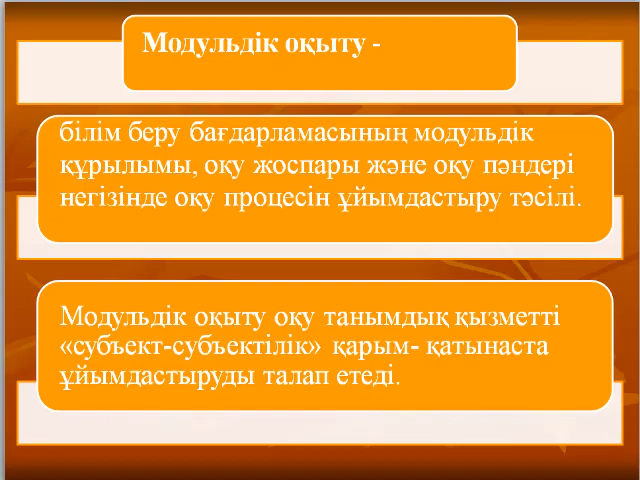 Модульдік оқыту -
білім беру бағдарламасының модульдік
құрылымы, оқу жоспары және оқу пәндері
негізінде оқу процесін ұйымдастыру тәсілі.
Модульдік оқыту оқу танымдық қызметті
«субъект-субъектілік» қарым- қатынаста
ұйымдастыруды талап етеді.